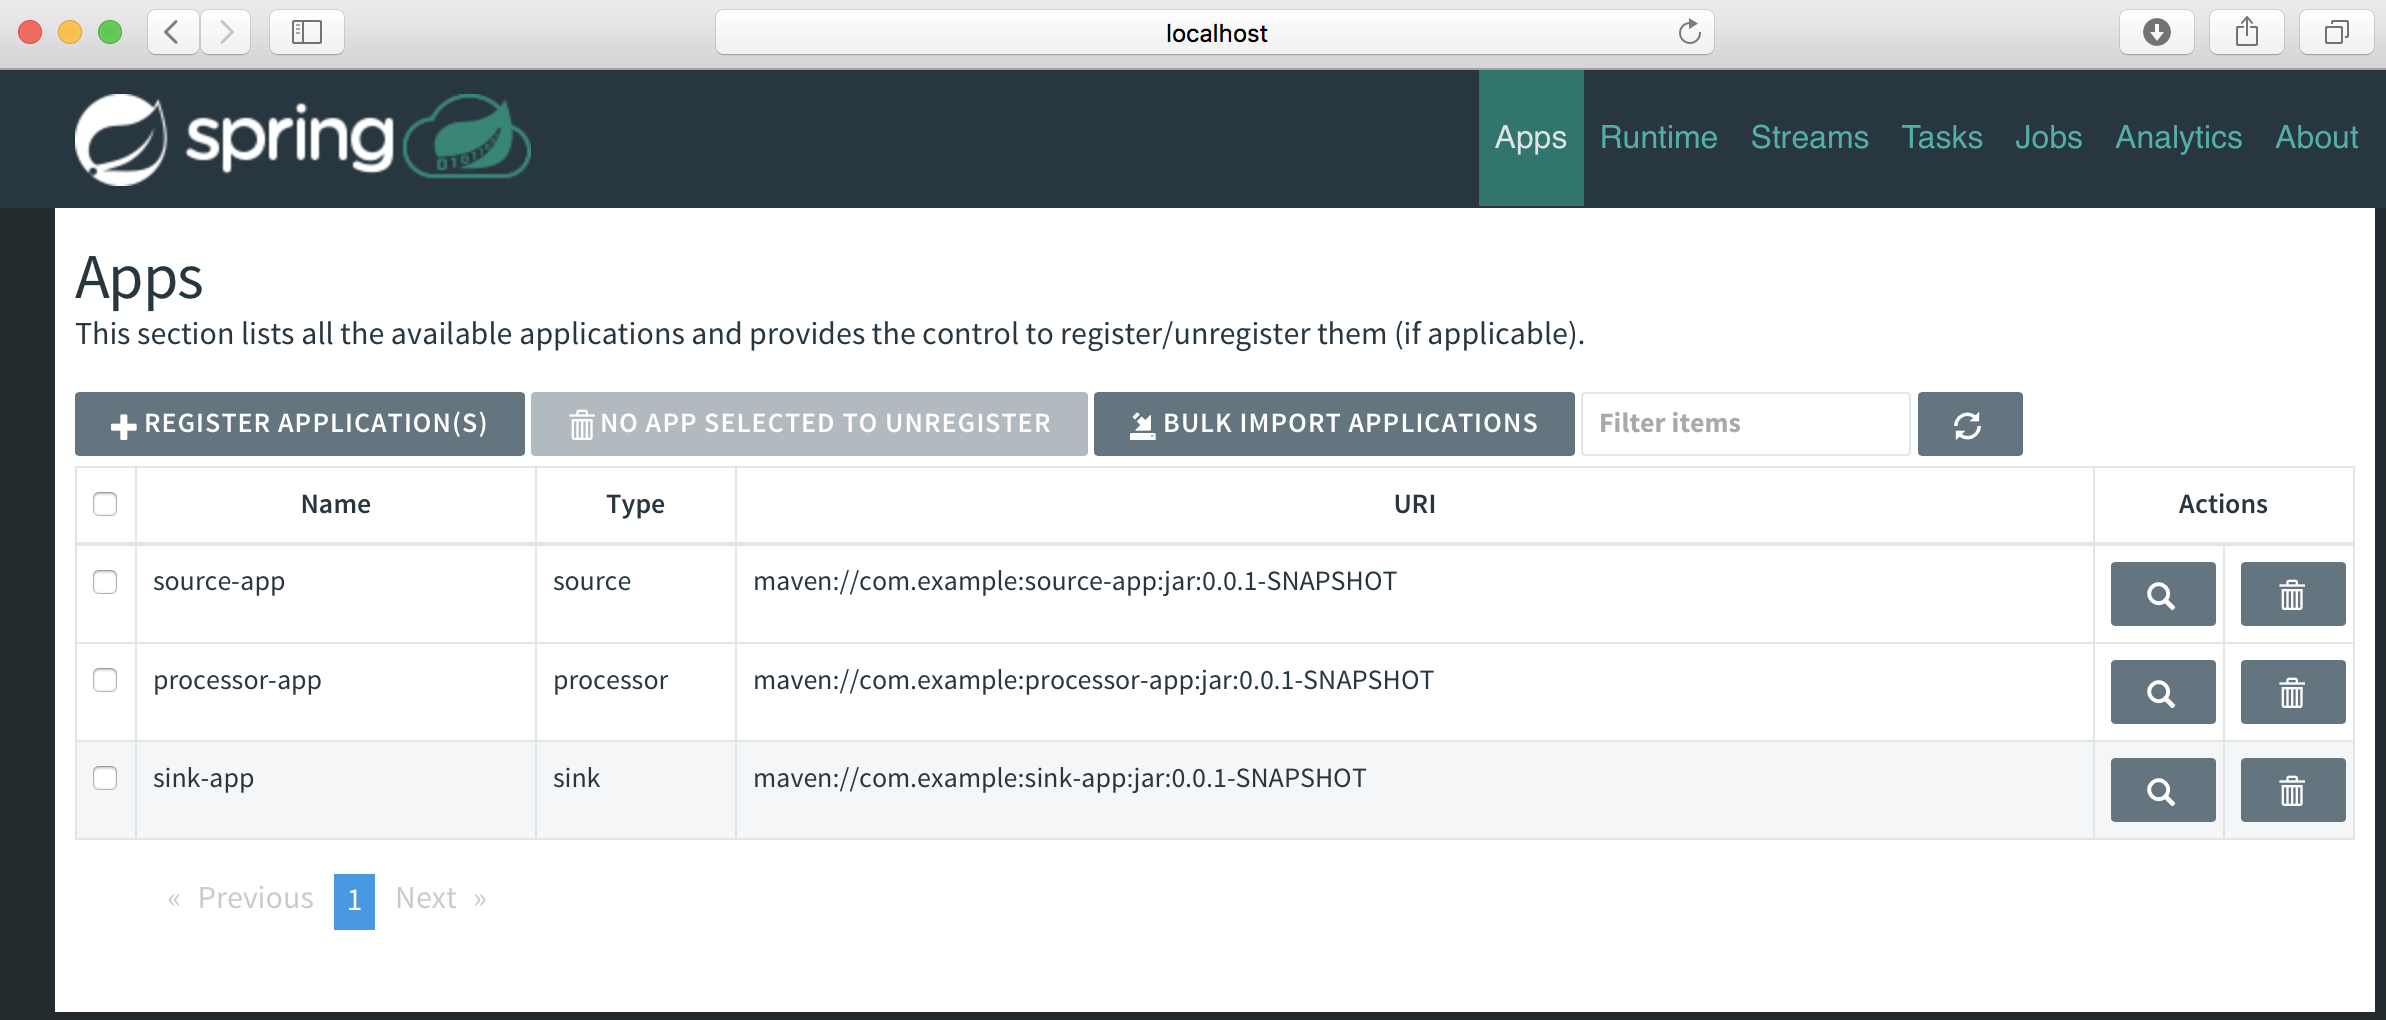 localhost
spring
Apps Runtime Streams Tasks Jobs Analytics About
Apps
This section lists all the available applications and provides the control to register/unregister them (if applicable).
REGISTER APPLICATION(S) NO APP SELECTED TO UNREGISTER BULK IMPORT APPLICATIONS Filter items
Name Type URI Actions
source-app source maven://com.example:source-app:jar:0.0.1-SNAPSHOT
processor-app processor maven://com.example:processor-app:jar:0.0.1-SNAPSHOT
sink-app sink maven://com.example:sink-app:jar:0.0.1-SNAPSHOT
« Previous 1 Next »